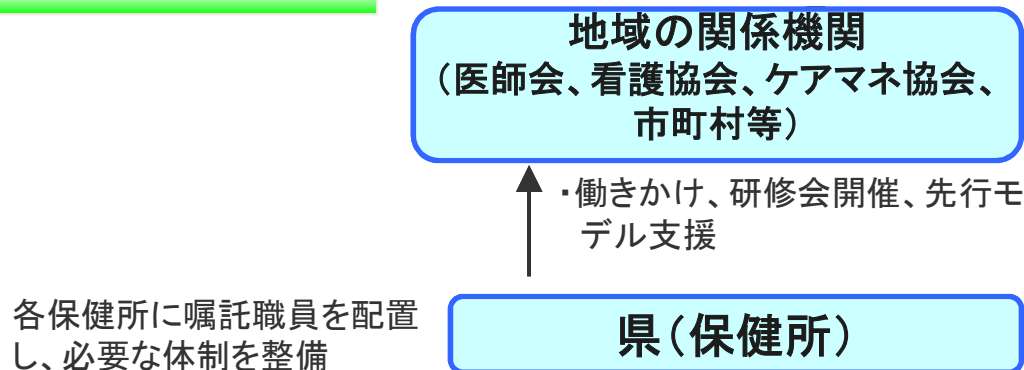 地域の関係機関
（医師会、看護協会、ケアマネ協会、
市町村等）
・働きかけ、研修会開催、先行モ
デル支援
各保健所に嘱託職員を配置
し、必要な体制を整備
県（保健所）